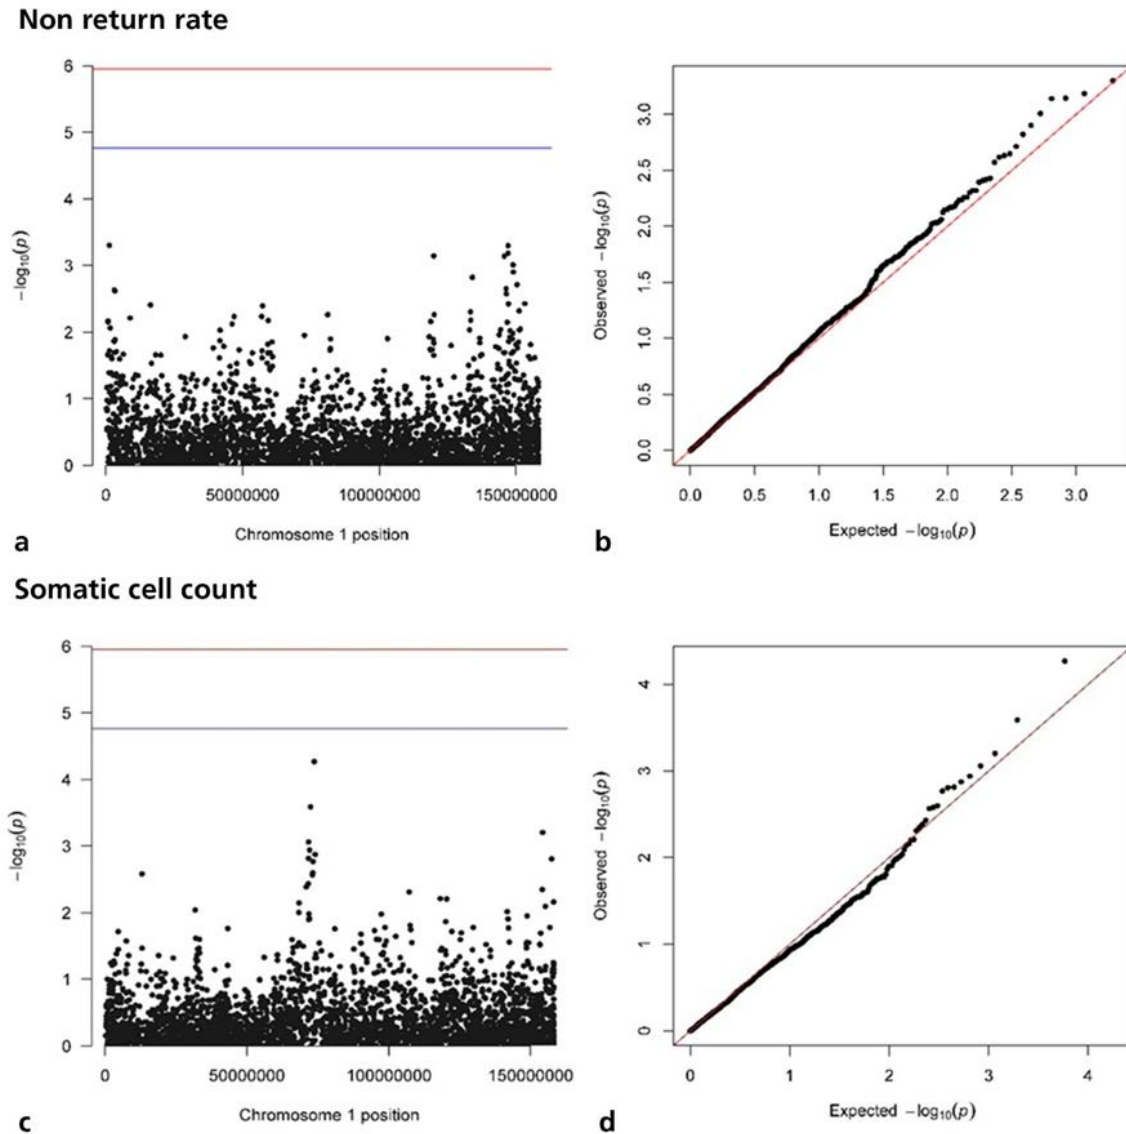 Non return rate
6
5
4
3
2
1
0
−log10(p)
0 50000000 100000000 150000000
Chromosome 1 position
a
3.0
2.5
2.0
1.5
1.0
0.5
0.0
Observed −log10(p)
0.0 0.5 1.0 1.5 2.0 2.5 3.0
Expected −log10(p)
b
Somatic cell count
6
5
4
3
2
1
0
−log10(p)
0 50000000 100000000 150000000
Chromosome 1 position
c
4
3
2
1
0
Observed −log10(p)
0 1 2 3 4
Expected −log10(p)
d